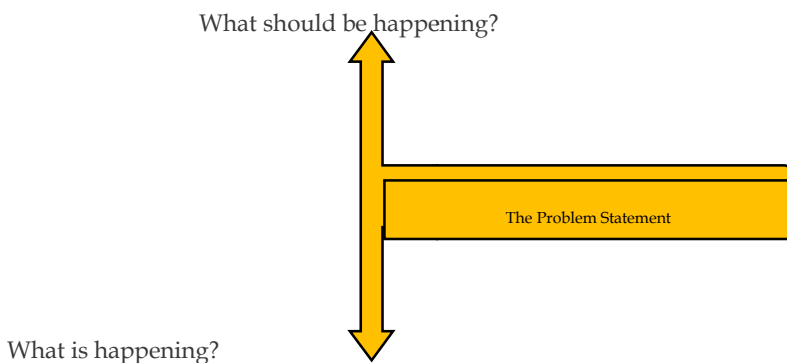 What should be happening?
The Problem Statement
What is happening?